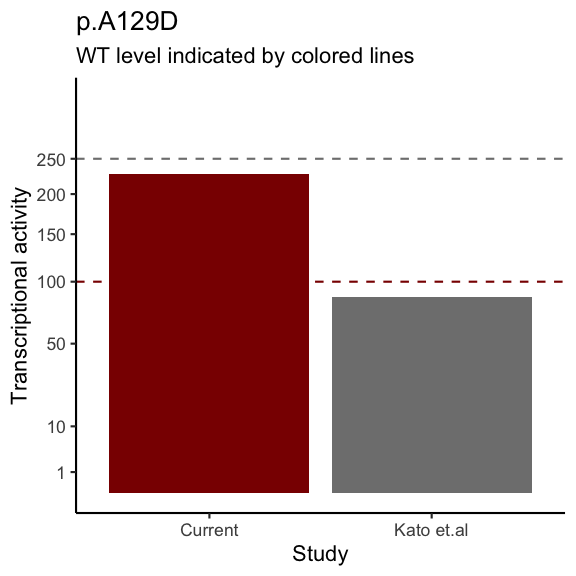 p.A129D
WT level indicated by colored lines
Transcriptional activity
250
200
150
100
50
10
1
Current
Kato et.al
Study